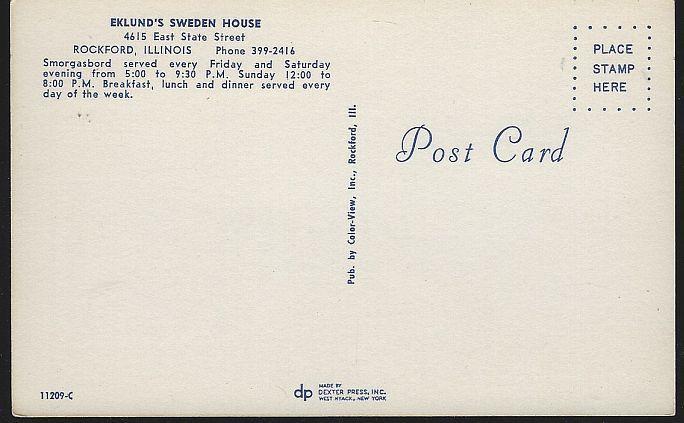 EKLUND'S SWEDEN HOUSE
4615 East State Street
ROCKFORD, ILLINOIS Phone 399-2416
Smorgasbord served every Friday and Saturday
evening from 5:00 to 9:30 P.M. Sunday 12:00 to
8:00 P.M. Breakfast, lunch and dinner served every
day of the week.
Pub. by Color-View, Inc., Rockford, Ill.
PLACE
STAMP
HERE
Post Card
11209-C
dp
MADE BY
DEXTER PRESS, INC.
WEST NYACK, NEW YORK